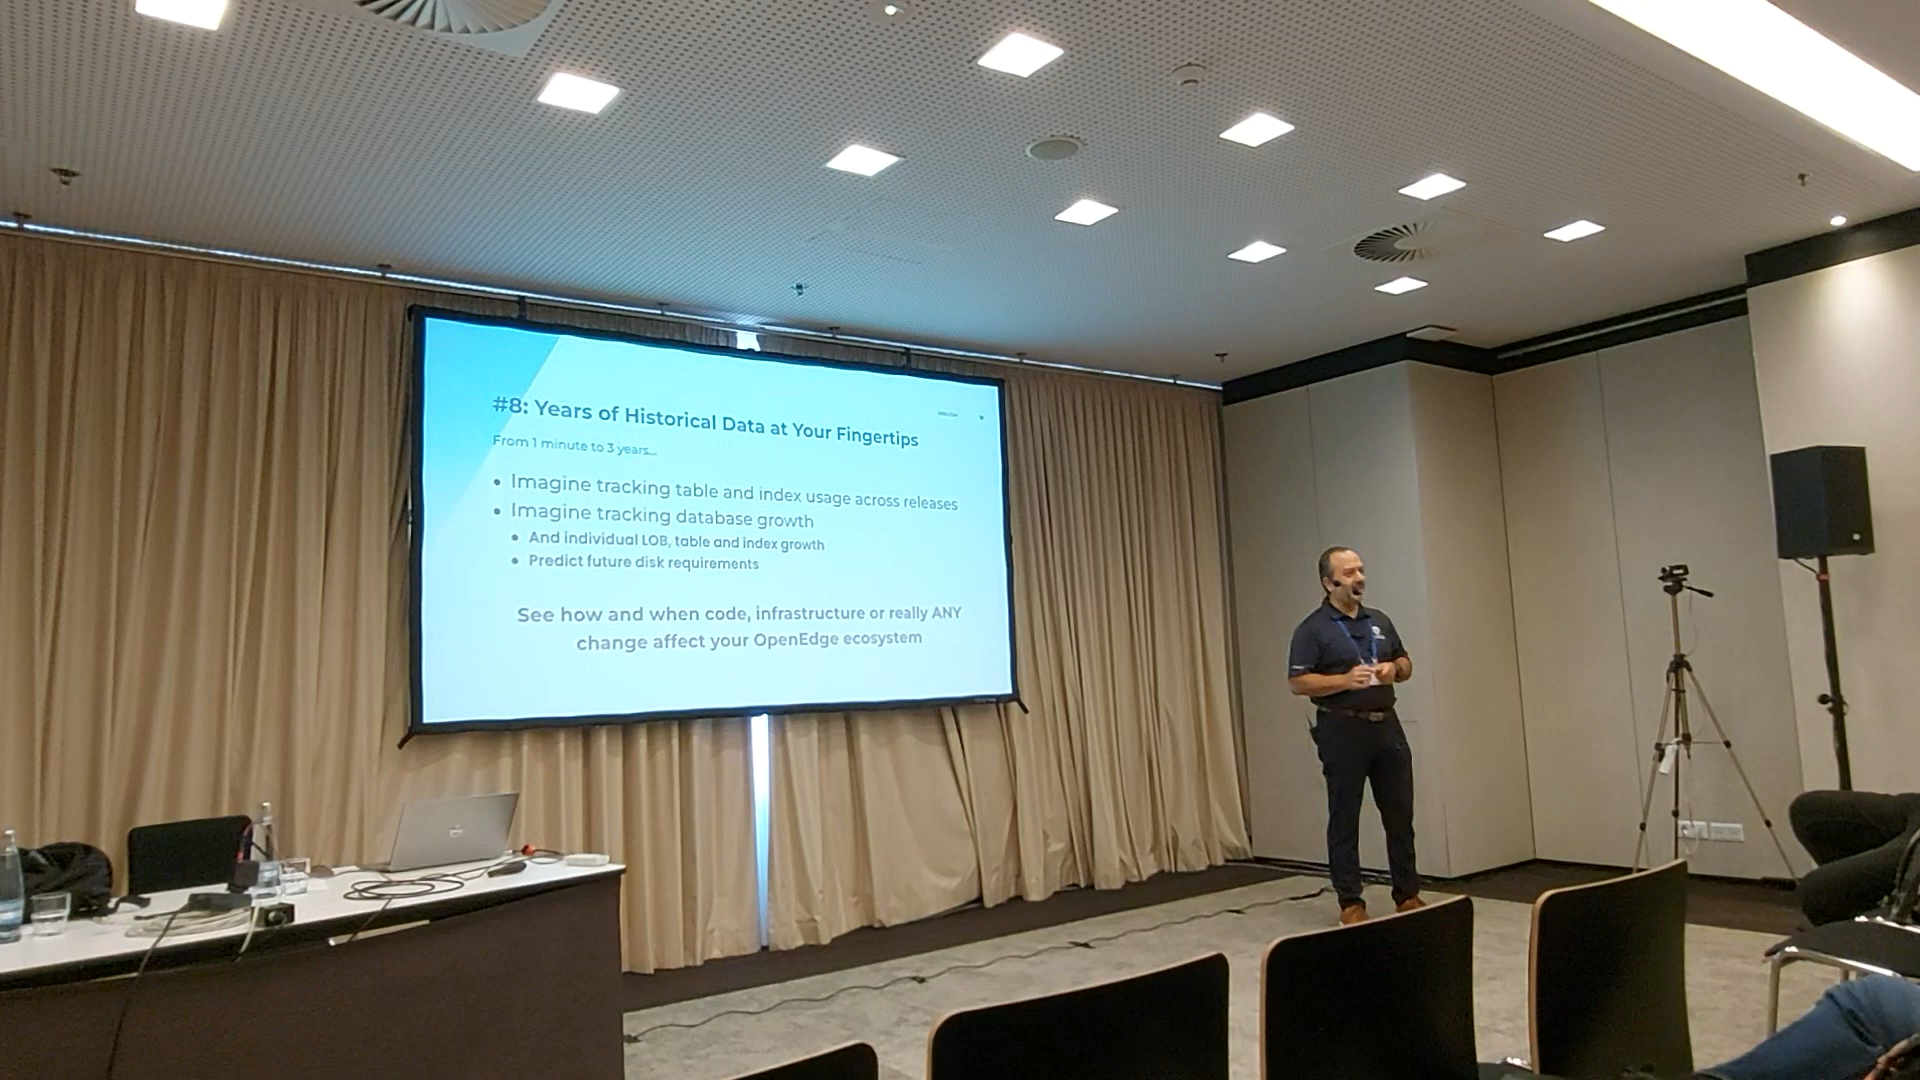 #8: Years of Historical Data at Your Fingertips
From 1 minute to 3 years...
• Imagine tracking table and index usage across releases
• Imagine tracking database growth
• And individual LOB, table and index growth
• Predict future disk requirements
See how and when code, infrastructure or really ANY
change affect your OpenEdge ecosystem